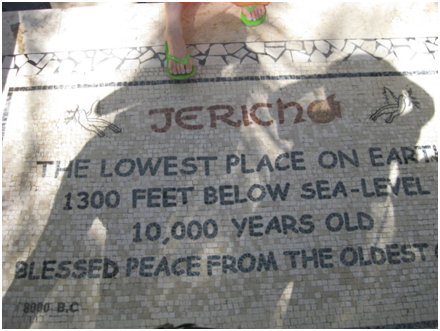 JERICHO
THE LOWEST PLACE ON EARTH
1300 FEET BELOW SEA-LEVEL
10,000 YEARS OLD
BLESSED PEACE FROM THE OLDEST
8000 B.C